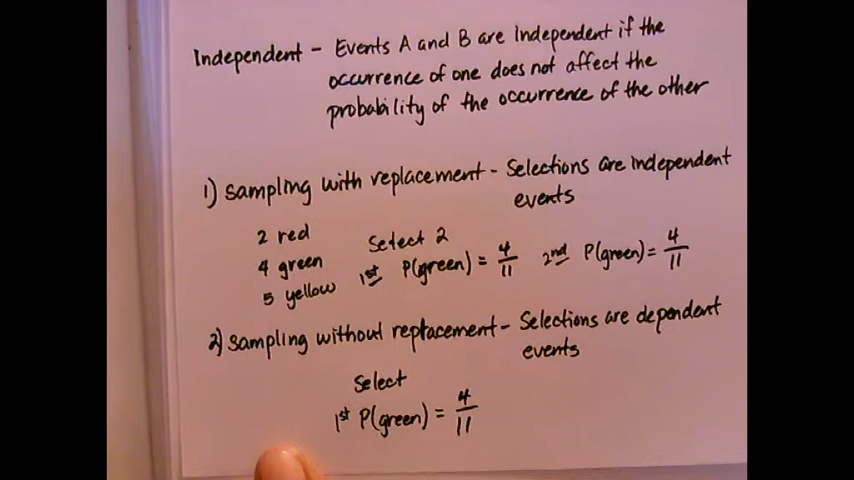 Independent - Events A and B are Independent if the
occurrence of one does not affect the
probability of the occurrence of the other
1) Sampling with replacement - Selections are independent
events
2 red
4 green
5 yellow
Select 2
1st P(green) = 4/11 2nd P(green) = 4/11
2) Sampling without replacement - Selections are dependent
events
Select
1st P(green) = 4/11